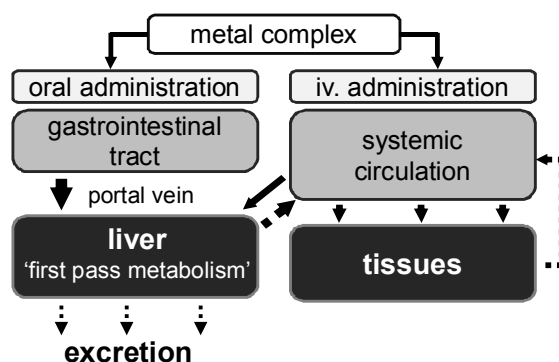 metal complex
oral administration
iv. administration
gastrointestinal
tract
systemic
circulation
portal vein
liver
‘first pass metabolism’
tissues
excretion